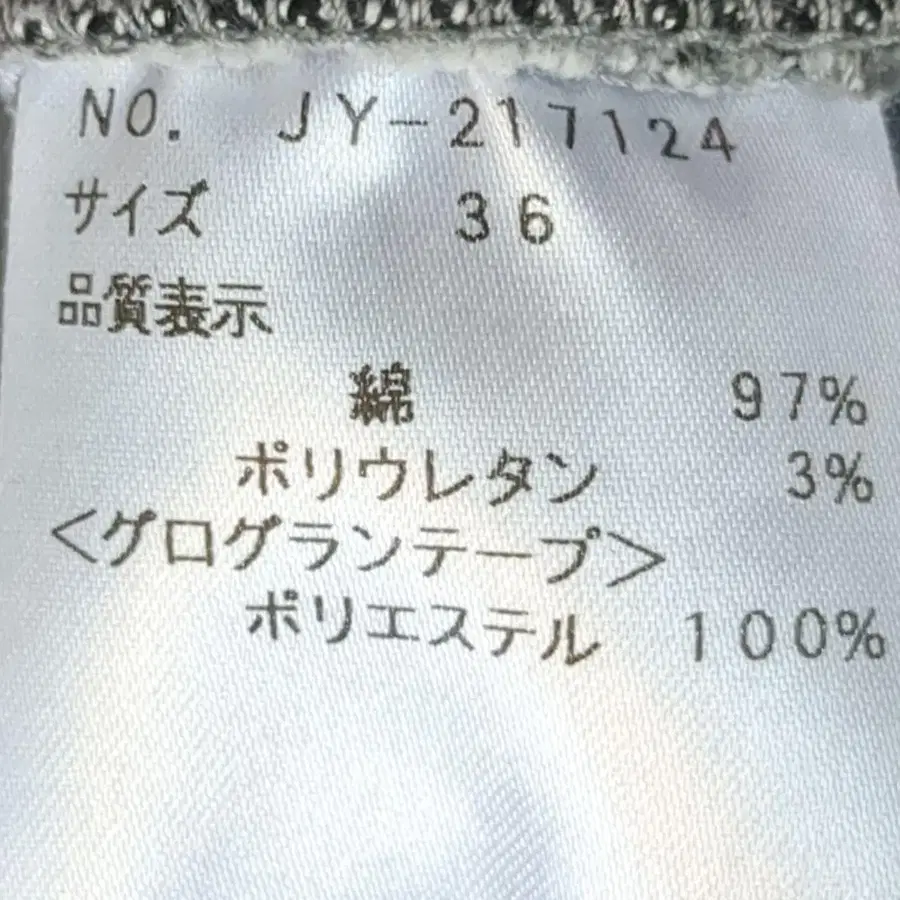 NO. JY-217124
サイズ 36
品質表示
綿 97%
ポリウレタン 3%
<グログランテープ>
ポリエステル 100%